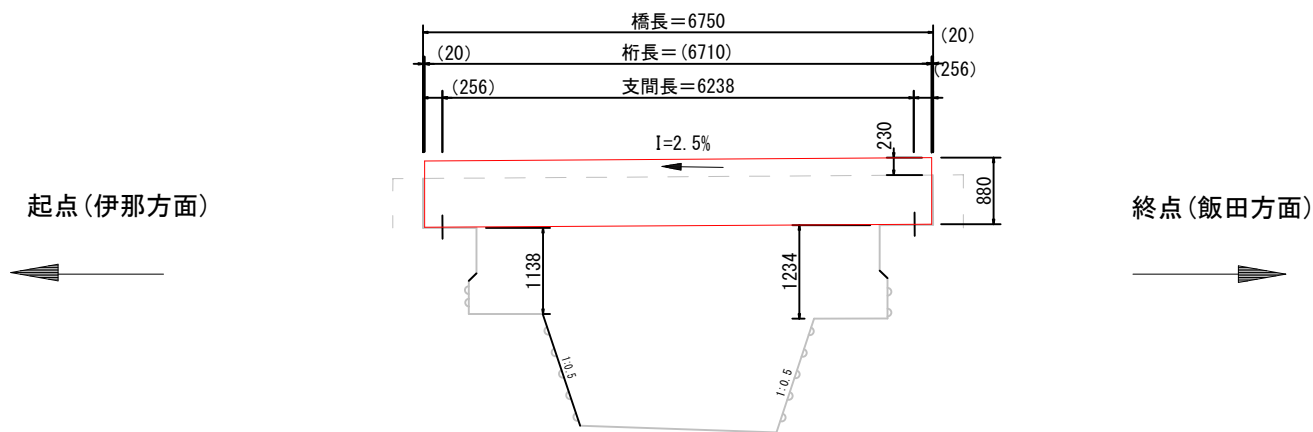 橋長＝6750
(20)
(20)
桁長＝(6710)
(256)
(256)
支間長＝6238
I=2.5%
230
880
起点(伊那方面)
終点(飯田方面)
1138
1234
1:0.5
1:0.5